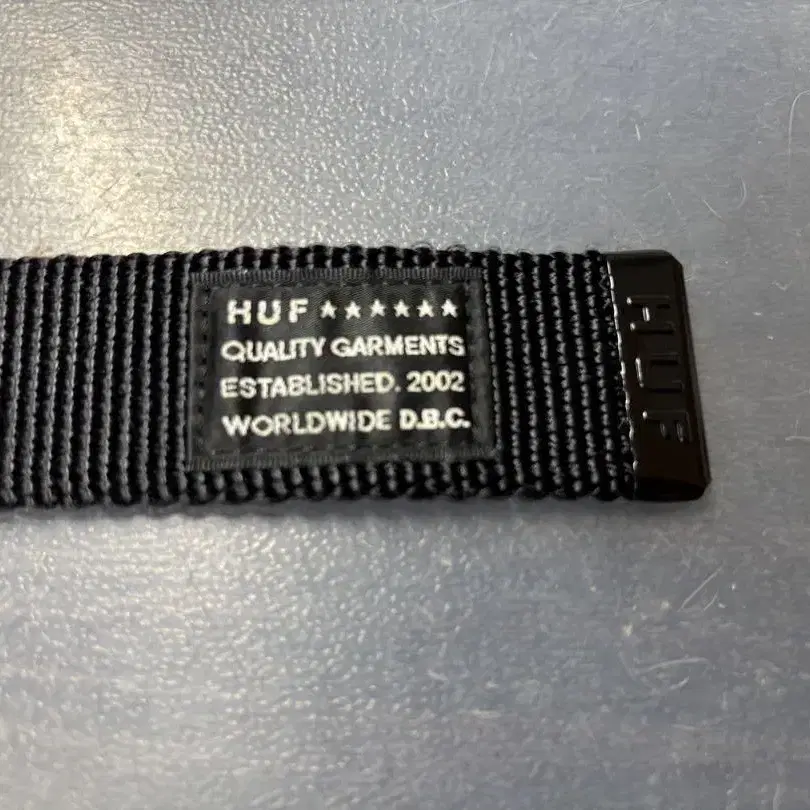 HUF ★★★★★★
QUALITY GARMENTS
ESTABLISHED. 2002
WORLDWIDE D.B.C.
HUF